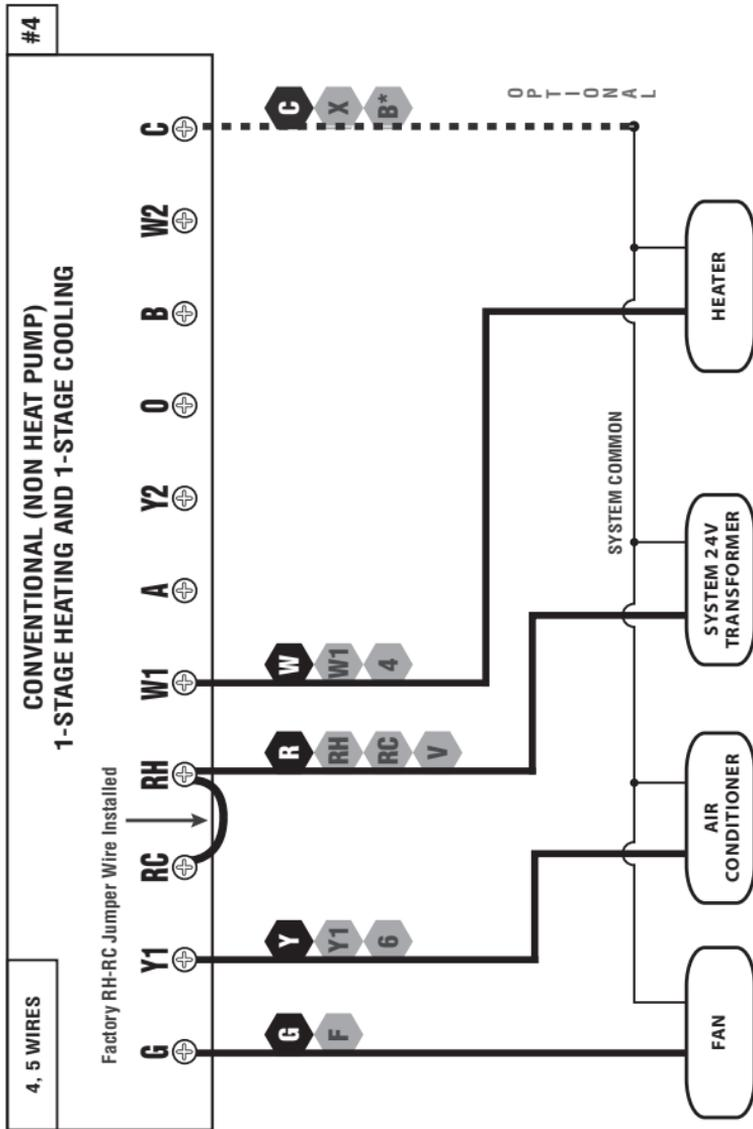 4, 5 WIRES
#4
CONVENTIONAL (NON HEAT PUMP)
1-STAGE HEATING AND 1-STAGE COOLING
Factory RH-RC Jumper Wire Installed
G Y1 RC RH W1 A Y2 O B W2 C
G Y R W C
F Y1 RH W1 X
6 RC 4 B*
V
OPTIONAL
SYSTEM COMMON
FAN
AIR
CONDITIONER
SYSTEM 24V
TRANSFORMER
HEATER